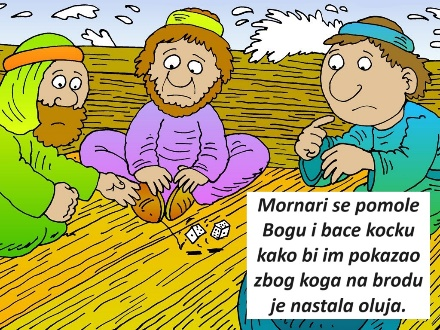 Mornari se pomole
Bogu i bace kocku
kako bi im pokazao
zbog koga na brodu
je nastala oluja.